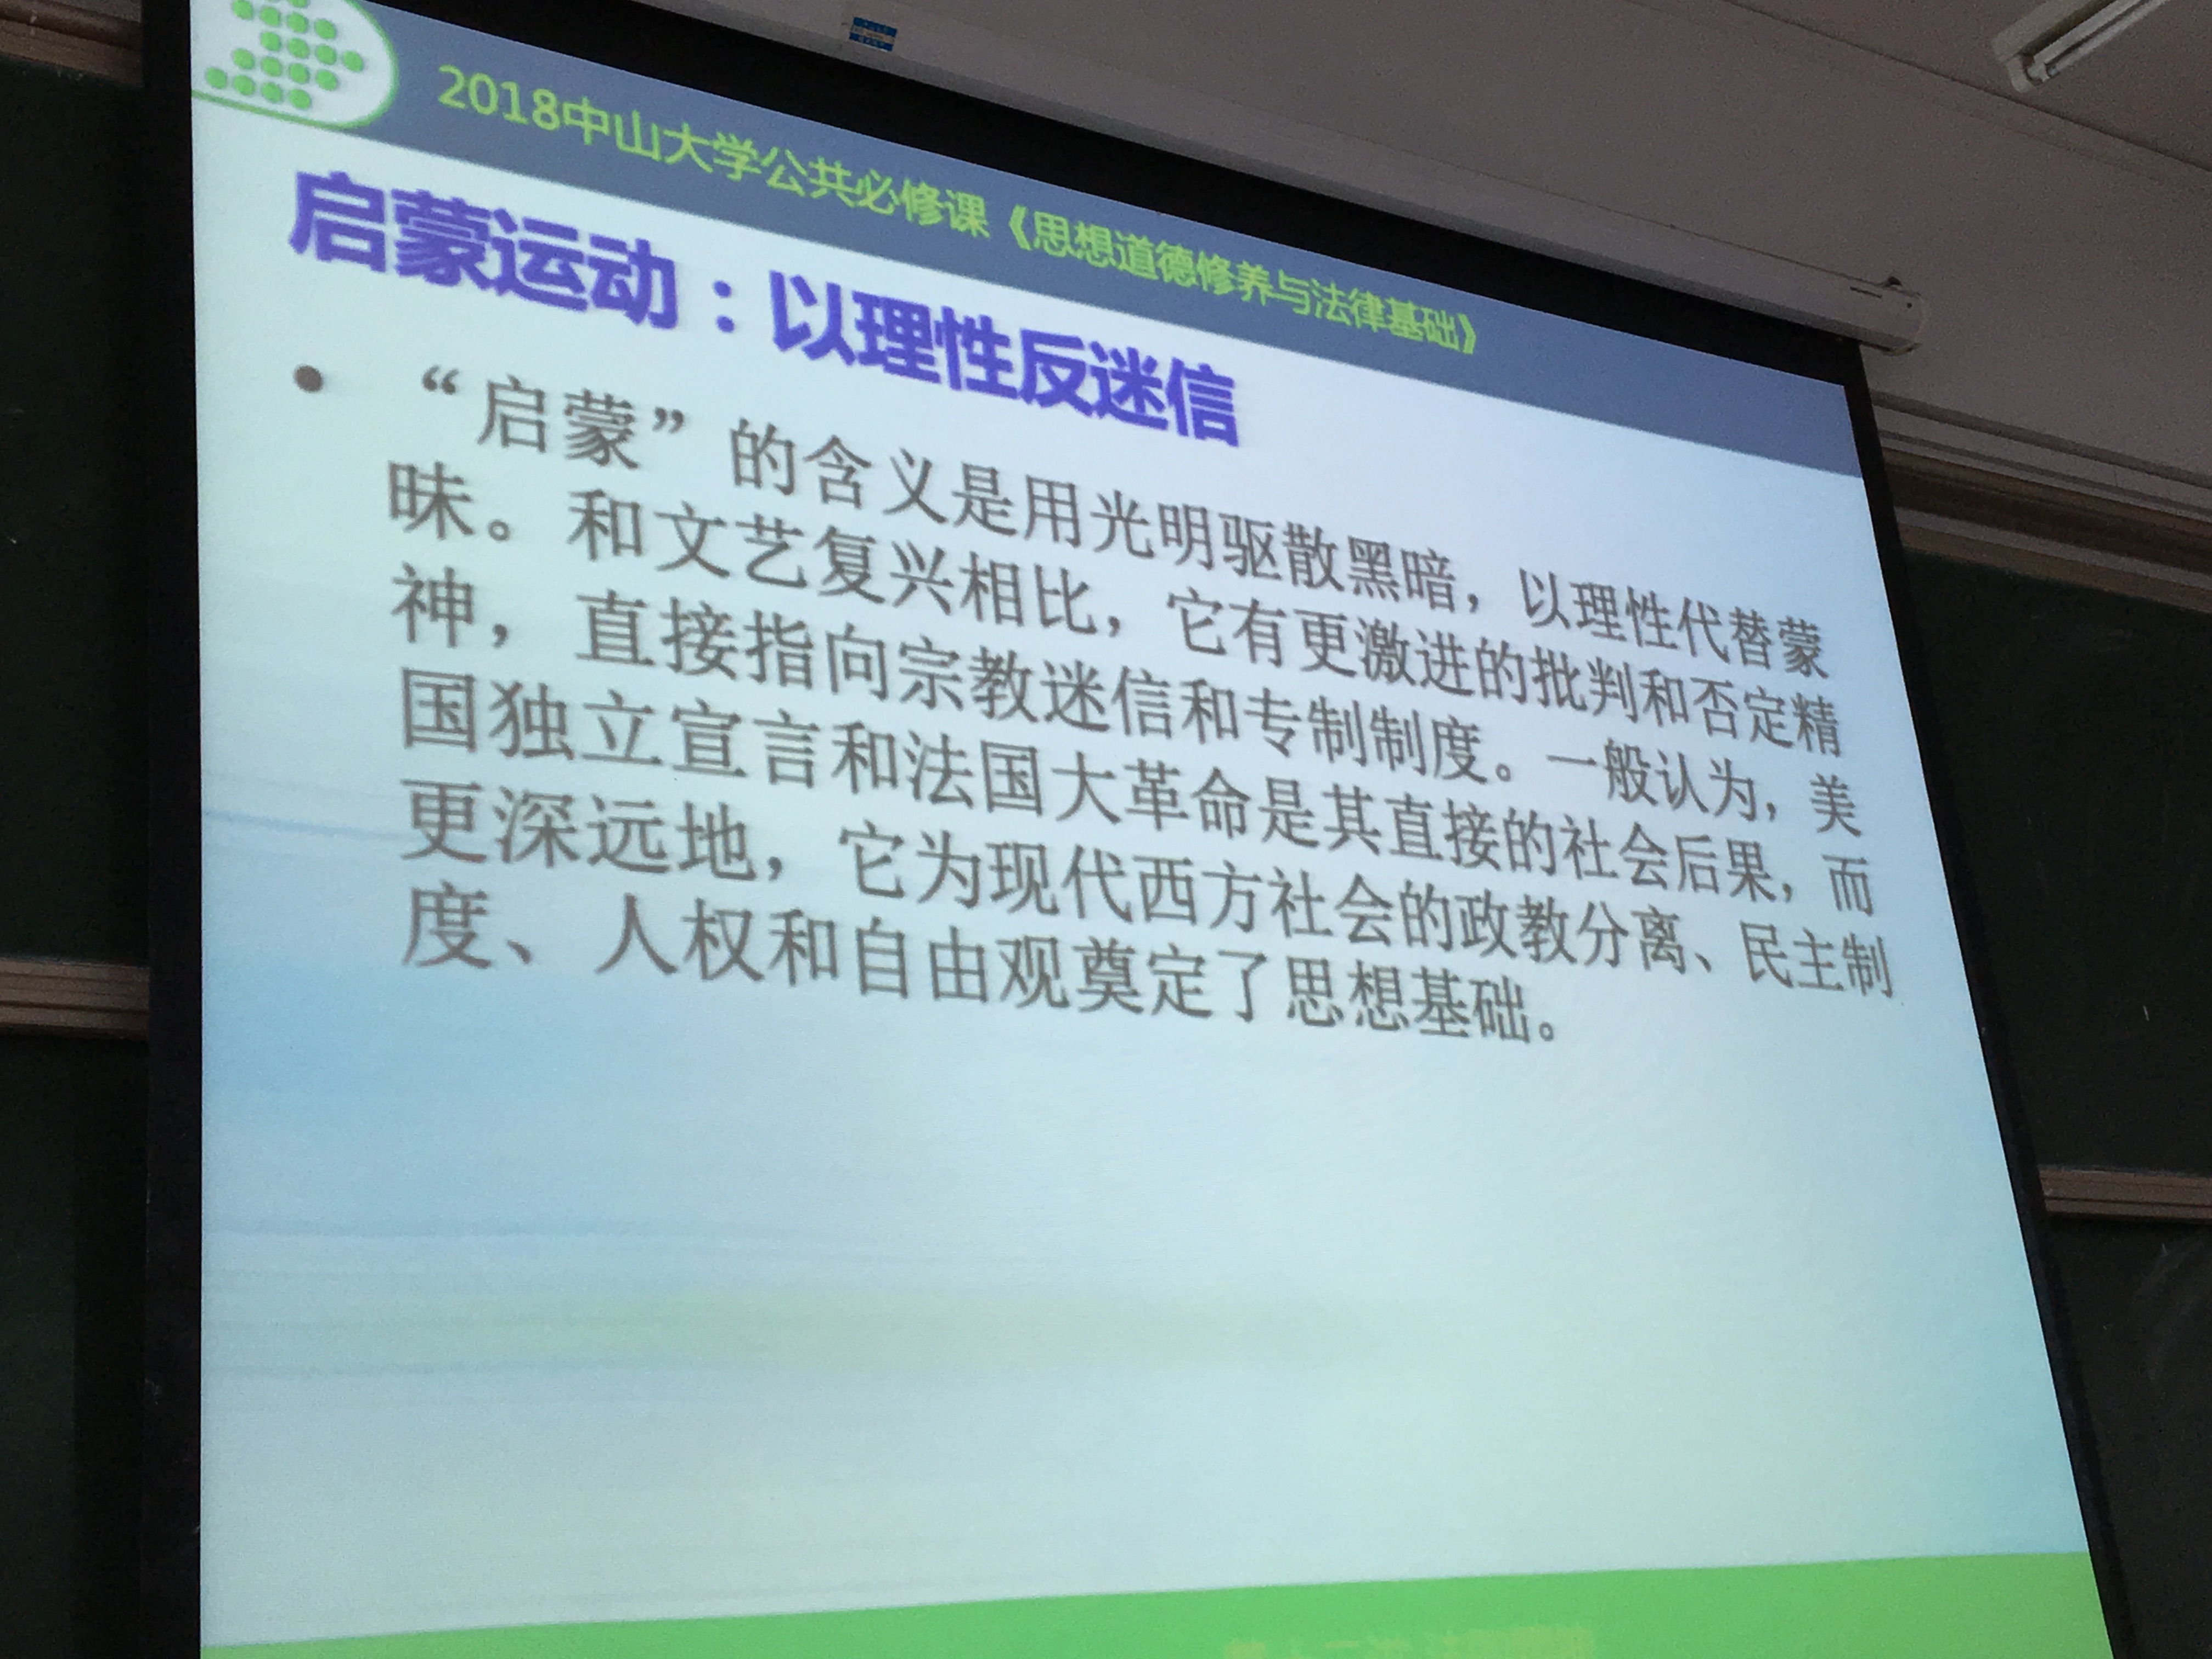 2018中山大学公共必修课《思想道德修养与法律基础》
启蒙运动：以理性反迷信
• “启蒙”的含义是用光明驱散黑暗，以理性代替蒙
昧。和文艺复兴相比，它有更激进的批判和否定精
神，直接指向宗教迷信和专制制度。一般认为，美
国独立宣言和法国大革命是其直接的社会后果，而
更深远地，它为现代西方社会的政教分离、民主制
度、人权和自由观奠定了思想基础。